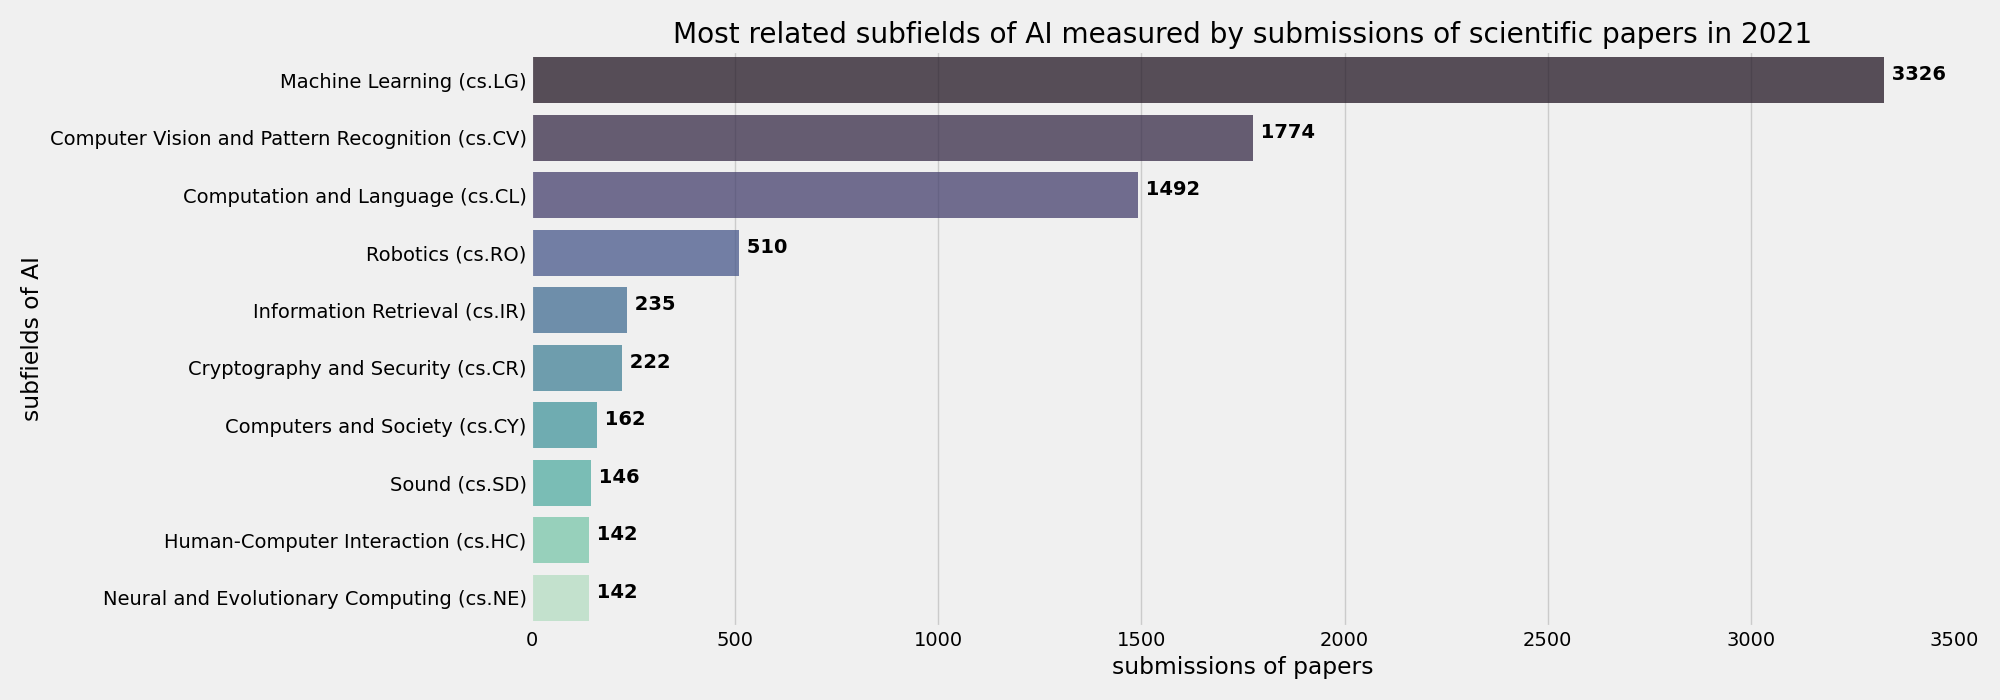 Most related subfields of AI measured by submissions of scientific papers in 2021
subfields of AI
Machine Learning (cs.LG) 3326
Computer Vision and Pattern Recognition (cs.CV) 1774
Computation and Language (cs.CL) 1492
Robotics (cs.RO) 510
Information Retrieval (cs.IR) 235
Cryptography and Security (cs.CR) 222
Computers and Society (cs.CY) 162
Sound (cs.SD) 146
Human-Computer Interaction (cs.HC) 142
Neural and Evolutionary Computing (cs.NE) 142
0 500 1000 1500 2000 2500 3000 3500
submissions of papers